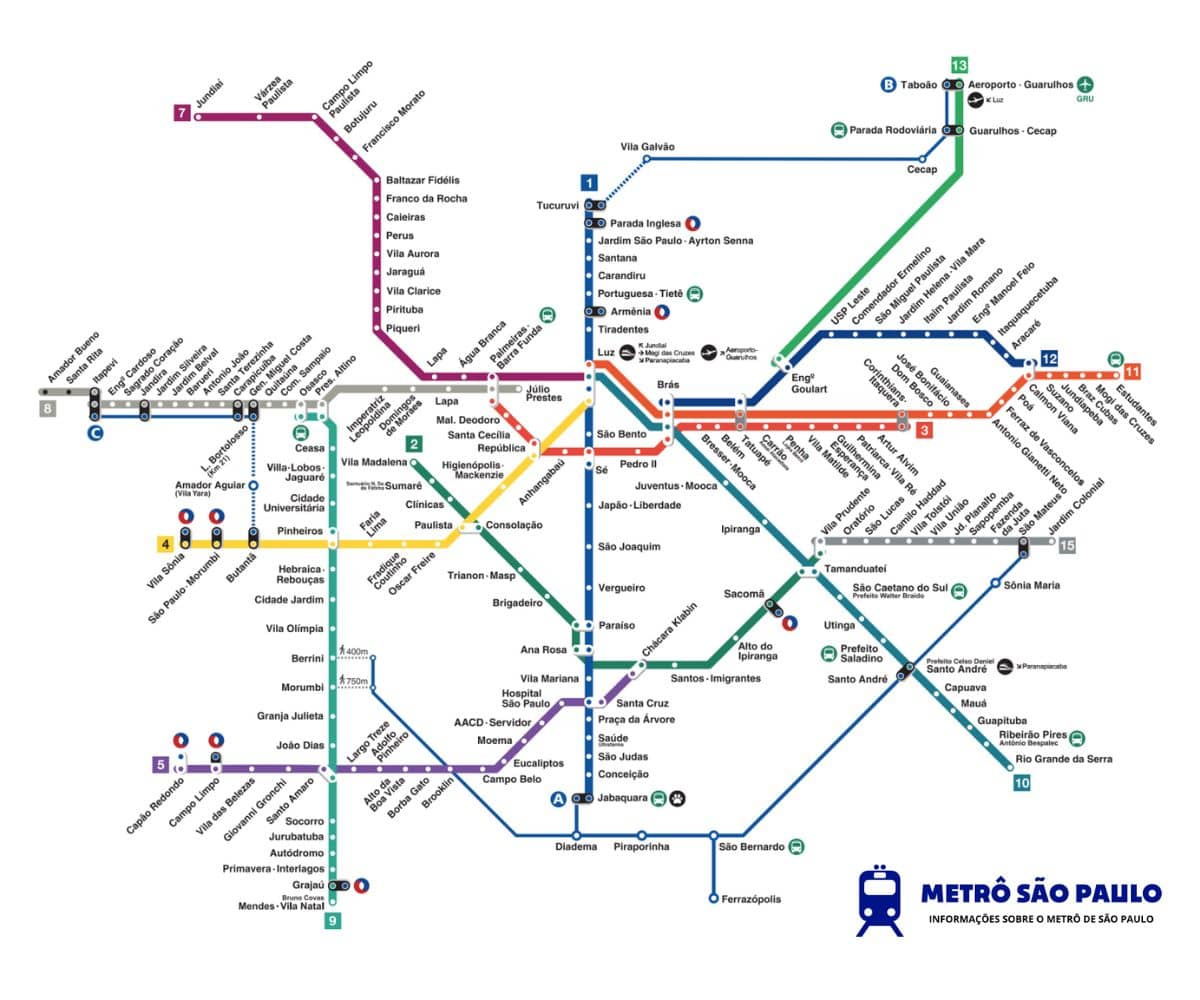 13
B
Taboão
Aeroporto · Guarulhos
GRU
Luz
Parada Rodoviária
Guarulhos · Cecap
Cecap
Vila Galvão
7
Jundiaí
Várzea
Paulista
Campo Limpo
Paulista
Botujuru
Francisco Morato
Baltazar Fidélis
Franco da Rocha
Caieiras
Perus
Vila Aurora
Jaraguá
Vila Clarice
Pirituba
Piqueri
Lapa
Água Branca
Palmeiras-
Barra Funda
1
Tucuruvi
Parada Inglesa
Jardim São Paulo · Ayrton Senna
Santana
Carandiru
Portuguesa · Tietê
Armênia
Tiradentes
Luz
Jundiaí
Mogi das Cruzes
Paranapiacaba
Aeroporto-
Guarulhos
São Bento
Sé
Japão · Liberdade
São Joaquim
Vergueiro
Paraíso
Ana Rosa
Vila Mariana
Santa Cruz
Praça da Árvore
Saúde
São Judas
Conceição
A
Jabaquara
8
Amador Bueno
Santa Rita
Itapevi
Engº Cardoso
Sagrado Coração
Jandira
Jardim Silveira
Jardim Belval
Barueri
Antonio João
Santa Terezinha
Carapicuíba
Gen. Miguel Costa
Quitaúna
Com. Sampaio
Osasco
Pres. Altino
Imperatriz
Leopoldina
Domingos
de Moraes
Lapa
Júlio
Prestes
C
L. Bortolosso
(Km 21)
Amador Aguiar
(Vila Yara)
Mal. Deodoro
Santa Cecília
República
Anhangabaú
Pedro II
Brás
Bresser · Mooca
Belém
Tatuapé
Carrão
Penha
Vila Matilde
Guilhermina
Esperança
Patriarca · Vila Ré
Artur Alvim
Corinthians-
Itaquera
3
Dom Bosco
José Bonifácio
Guaianases
Antonio Gianetti Neto
Ferraz de Vasconcelos
Poá
Calmon Viana
Suzano
Jundiapeba
Braz Cubas
Mogi das Cruzes
Estudantes
11
12
Engº
Goulart
USP Leste
Comendador Ermelino
São Miguel Paulista
Jardim Helena · Vila Mara
Itaim Paulista
Jardim Romano
Engº Manoel Feio
Itaquaquecetuba
Aracaré
2
Vila Madalena
Sumaré
Clínicas
Higienópolis-
Mackenzie
Paulista
Consolação
Trianon · Masp
Brigadeiro
Chácara Klabin
Santos · Imigrantes
Alto do
Ipiranga
Sacomã
Tamanduateí
Vila Prudente
Oratório
São Lucas
Camilo Haddad
Vila Tolstói
Vila União
Jd. Planalto
Sapopemba
Fazenda
da Juta
São Mateus
Jardim Colonial
15
Juventus · Mooca
Ipiranga
São Caetano do Sul
Prefeito Walter Braido
Utinga
Prefeito
Saladino
Prefeito Celso Daniel
Santo André
Paranapiacaba
Santo André
Capuava
Mauá
Guapituba
Ribeirão Pires
Antônio Bespalec
Rio Grande da Serra
10
Sônia Maria
4
Vila Sônia
São Paulo · Morumbi
Butantã
Pinheiros
Faria
Lima
Fradique
Coutinho
Oscar Freire
Ceasa
Villa-Lobos-
Jaguaré
Cidade
Universitária
Hebraica-
Rebouças
Cidade Jardim
Vila Olímpia
Berrini
400m
Morumbi
750m
Granja Julieta
João Dias
Socorro
Jurubatuba
Autódromo
Primavera · Interlagos
Grajaú
Bruno Covas
Mendes · Vila Natal
9
5
Capão Redondo
Campo Limpo
Vila das Belezas
Giovanni Gronchi
Santo Amaro
Largo Treze
Adolfo
Pinheiro
Alto da
Boa Vista
Borba Gato
Brooklin
Campo Belo
Eucaliptos
Moema
AACD · Servidor
Hospital
São Paulo
Diadema
Piraporinha
São Bernardo
Ferrazópolis
METRÔ SÃO PAULO
INFORMAÇÕES SOBRE O METRÔ DE SÃO PAULO